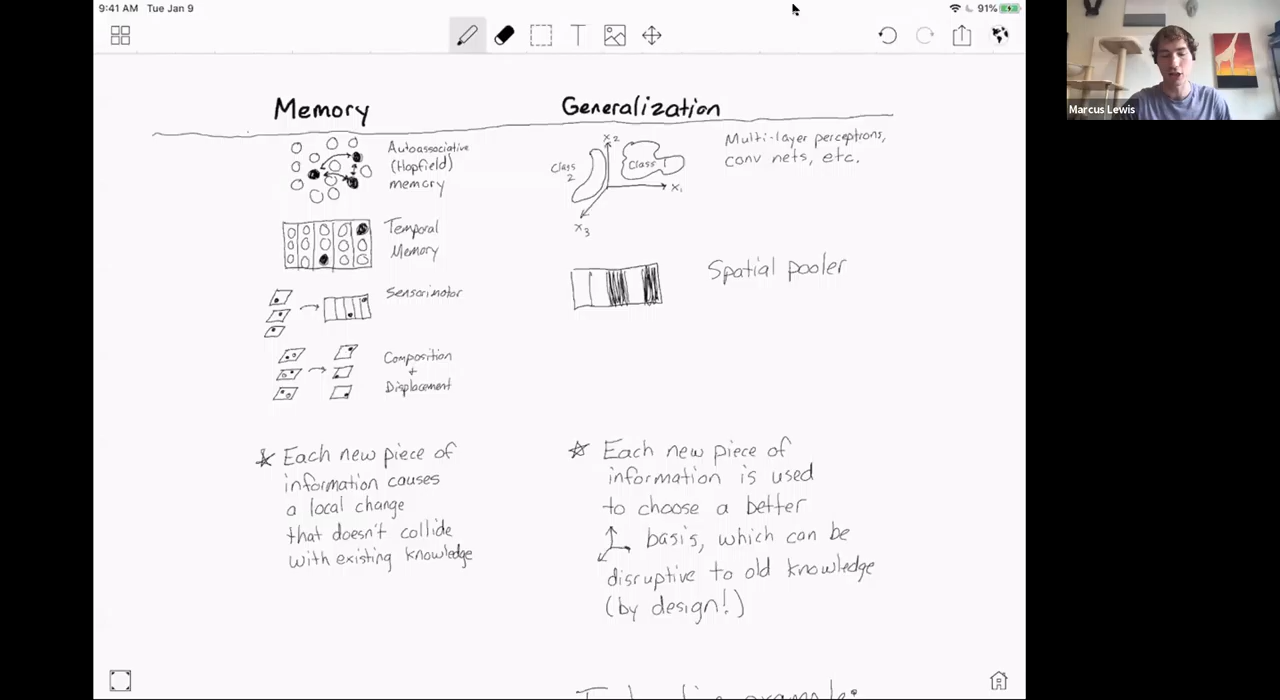 9:41 AM Tue Jan 9
91%
Marcus Lewis
Memory
Generalization
Autoassociative
(Hopfield)
memory
Class
2
X2
Class 1
X1
X3
Multi-layer perceptrons,
conv nets, etc.
Temporal
Memory
Spatial pooler
Sensorimotor
Composition
+
Displacement
☆ Each new piece of
information causes
a local change
that doesn't collide
with existing knowledge
☆ Each new piece of
information is used
to choose a better
basis, which can be
disruptive to old knowledge
(by design!)